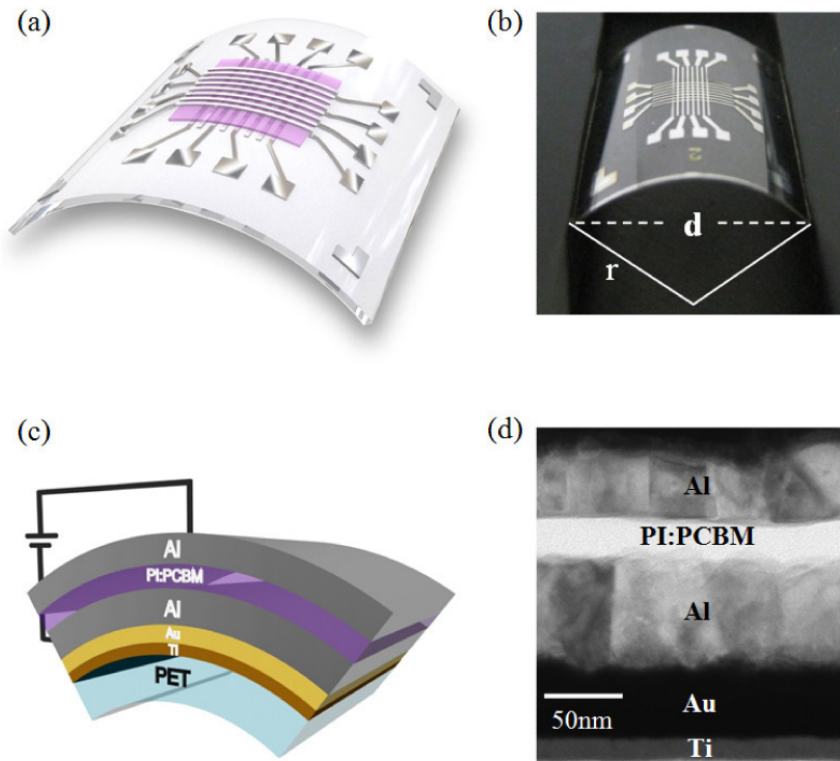 (a)
(b)
d
r
(c)
Al
PI:PCBM
Al
Au
Ti
PET
(d)
Al
PI:PCBM
Al
Au
50nm
Ti